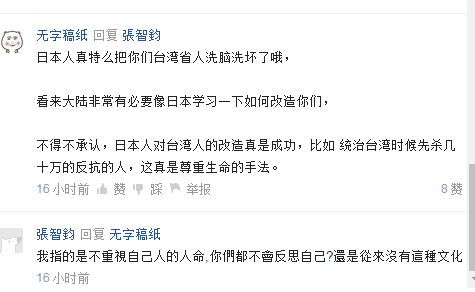 无字稿纸 回复 張智鈞
日本人真特么把你们台湾省人洗脑洗坏了哦，
看来大陆非常有必要像日本学习一下如何改造你们，
不得不承认，日本人对台湾人的改造真是成功，比如 统治台湾时候先杀几
十万的反抗的人，这真是尊重生命的手法。
16 小时前 赞 踩 举报 8 赞
張智鈞 回复 无字稿纸
我指的是不重視自己人的人命,你們都不會反思自己?還是從來沒有這種文化
16 小时前